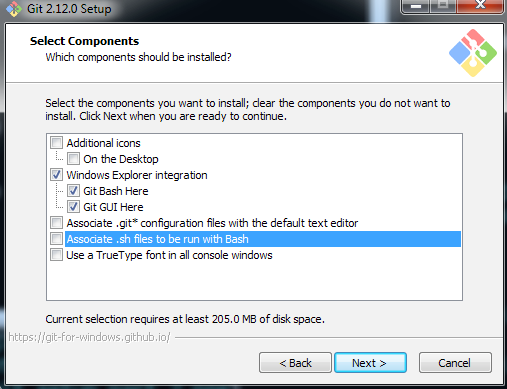 Git 2.12.0 Setup
Select Components
Which components should be installed?
Select the components you want to install; clear the components you do not want to
install. Click Next when you are ready to continue.
Additional icons
On the Desktop
Windows Explorer integration
Git Bash Here
Git GUI Here
Associate .git* configuration files with the default text editor
Associate .sh files to be run with Bash
Use a TrueType font in all console windows
Current selection requires at least 205.0 MB of disk space.
https://git-for-windows.github.io/
< Back
Next >
Cancel